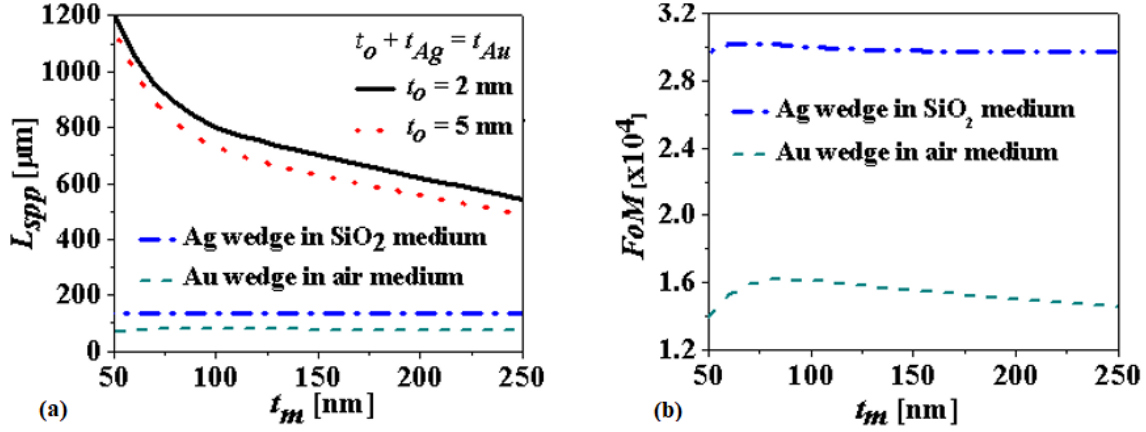 1200
1000
800
600
400
200
0
L_spp [μm]
t_o + t_Ag = t_Au
t_o = 2 nm
t_o = 5 nm
Ag wedge in SiO₂ medium
Au wedge in air medium
50 100 150 200 250
(a) t_m [nm]
3.6
3.2
2.8
2.4
2.0
1.6
1.2
FoM [x10⁴]
Ag wedge in SiO₂ medium
Au wedge in air medium
50 100 150 200 250
(b) t_m [nm]